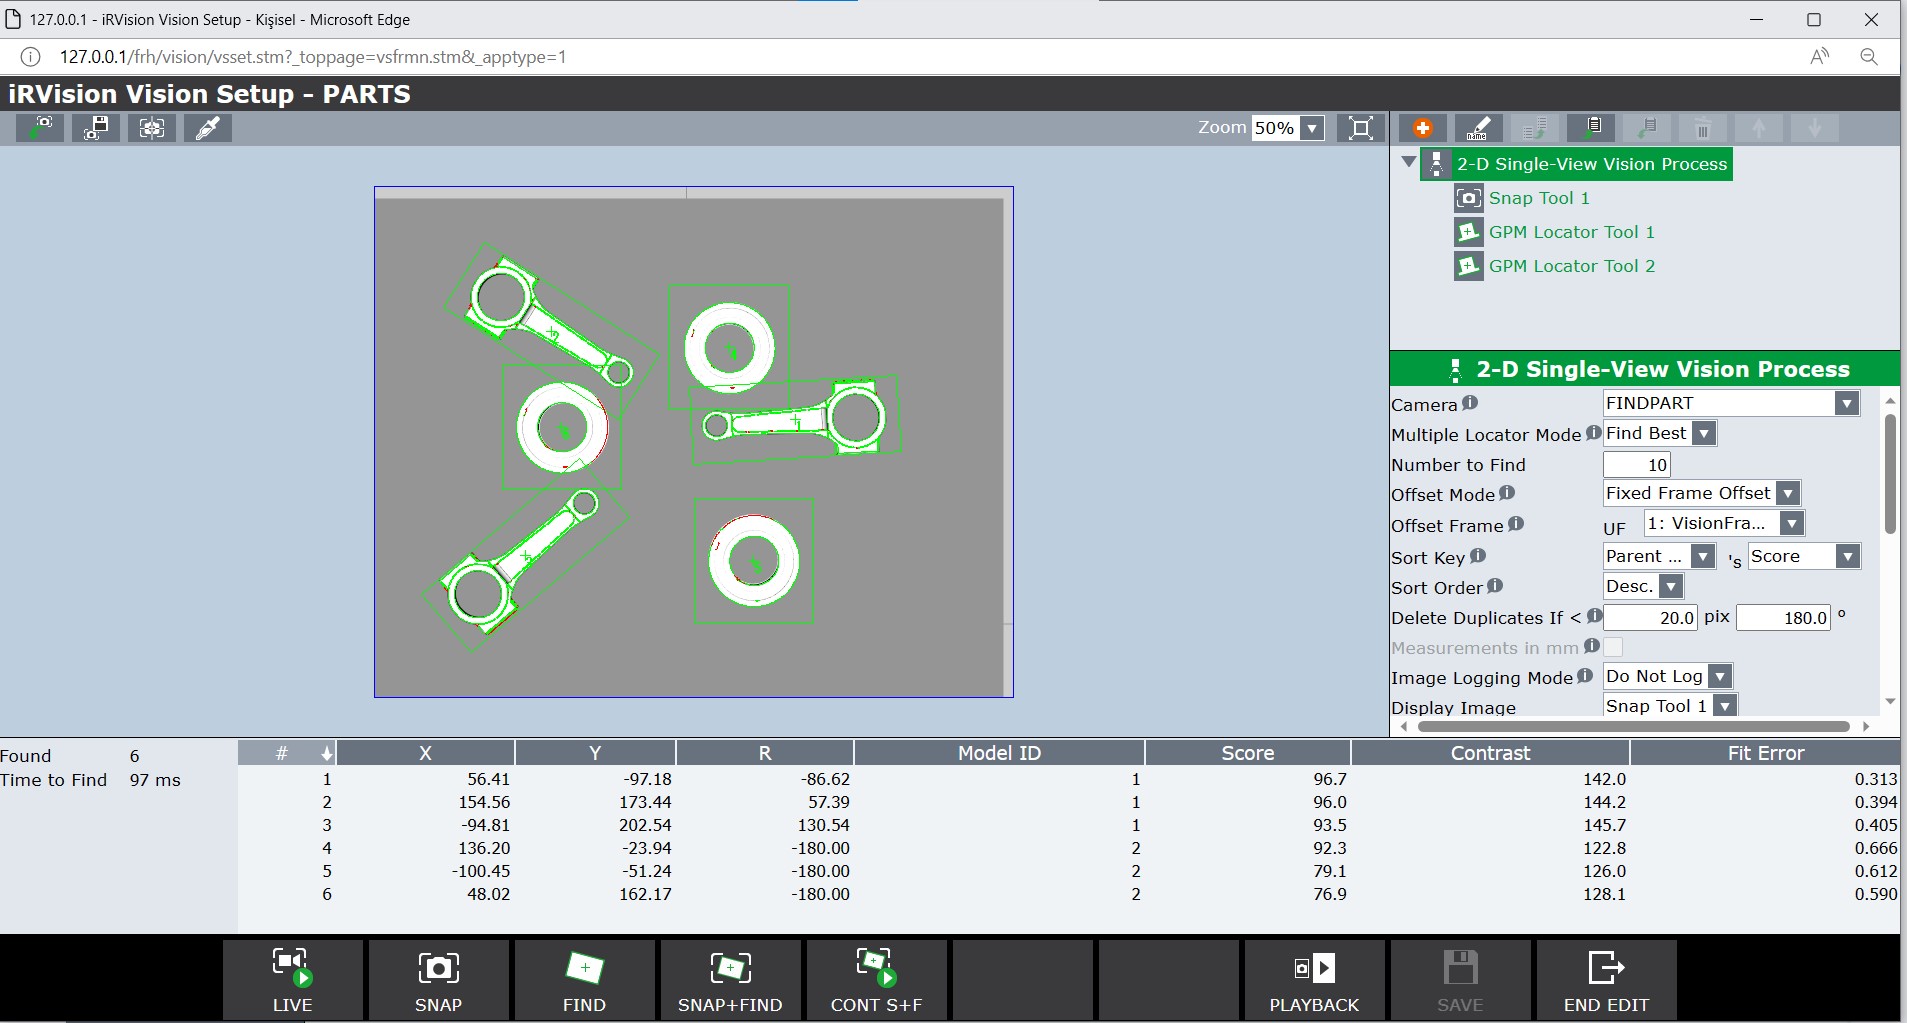 127.0.0.1 - iRVision Vision Setup - Kişisel - Microsoft Edge
127.0.0.1/frh/vision/vsset.stm?_toppage=vsfrmn.stm&_apptype=1
iRVision Vision Setup - PARTS
Zoom 50%
name
2-D Single-View Vision Process
Snap Tool 1
GPM Locator Tool 1
GPM Locator Tool 2
2-D Single-View Vision Process
Camera FINDPART
Multiple Locator Mode Find Best
Number to Find 10
Offset Mode Fixed Frame Offset
Offset Frame UF 1: VisionFra...
Sort Key Parent ... 's Score
Sort Order Desc.
Delete Duplicates If < 20.0 pix 180.0 °
Measurements in mm
Image Logging Mode Do Not Log
Display Image Snap Tool 1
Found 6
Time to Find 97 ms
# X Y R Model ID Score Contrast Fit Error
1 56.41 -97.18 -86.62 1 96.7 142.0 0.313
2 154.56 173.44 57.39 1 96.0 144.2 0.394
3 -94.81 202.54 130.54 1 93.5 145.7 0.405
4 136.20 -23.94 -180.00 2 92.3 122.8 0.666
5 -100.45 -51.24 -180.00 2 79.1 126.0 0.612
6 48.02 162.17 -180.00 2 76.9 128.1 0.590
LIVE SNAP FIND SNAP+FIND CONT S+F PLAYBACK SAVE END EDIT